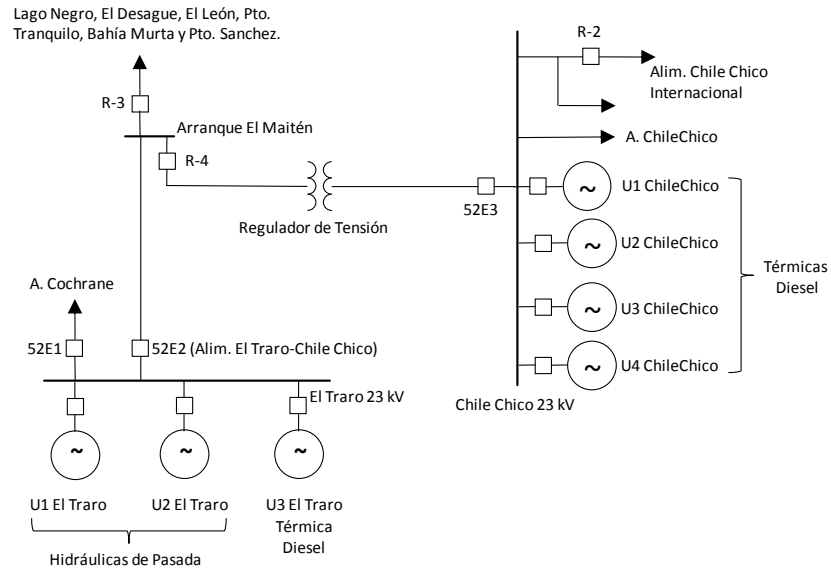 Lago Negro, El Desague, El León, Pto.
Tranquilo, Bahía Murta y Pto. Sanchez.
R-3
Arranque El Maitén
R-4
Regulador de Tensión
52E3
R-2
Alim. Chile Chico
Internacional
A. ChileChico
U1 ChileChico
U2 ChileChico
U3 ChileChico
U4 ChileChico
Térmicas
Diesel
Chile Chico 23 kV
A. Cochrane
52E1
52E2 (Alim. El Traro-Chile Chico)
El Traro 23 kV
U1 El Traro
U2 El Traro
U3 El Traro
Térmica
Diesel
Hidráulicas de Pasada